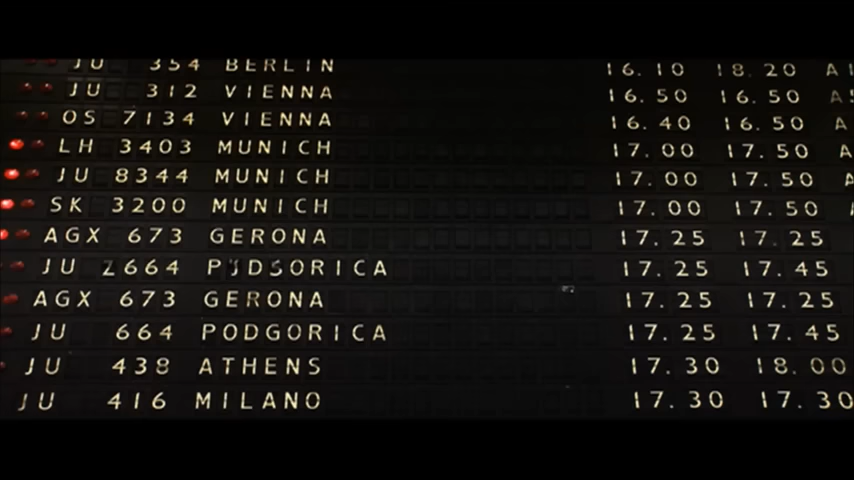 JU 354 BERLIN 16.10 18.20
JU 312 VIENNA 16.50 16.50
OS 7134 VIENNA 16.40 16.50 A
LH 3403 MUNICH 17.00 17.50 A
JU 8344 MUNICH 17.00 17.50 A
SK 3200 MUNICH 17.00 17.50
AGX 673 GERONA 17.25 17.25
JU 2664 17.25 17.45
AGX 673 GERONA 17.25 17.25
JU 664 PODGORICA 17.25 17.45
JU 438 ATHENS 17.30 18.00
JU 416 MILANO 17.30 17.30